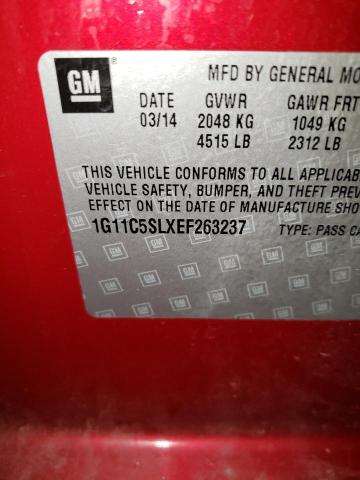 GM ®
MFD BY GENERAL MO
DATE GVWR GAWR FRT
03/14 2048 KG 1049 KG
4515 LB 2312 LB
THIS VEHICLE CONFORMS TO ALL APPLICAB
VEHICLE SAFETY, BUMPER, AND THEFT PREV
EFFECT ON THE DATE OF MANUFACTURE SHO
1G11C5SLXEF263237 TYPE: PASS CA